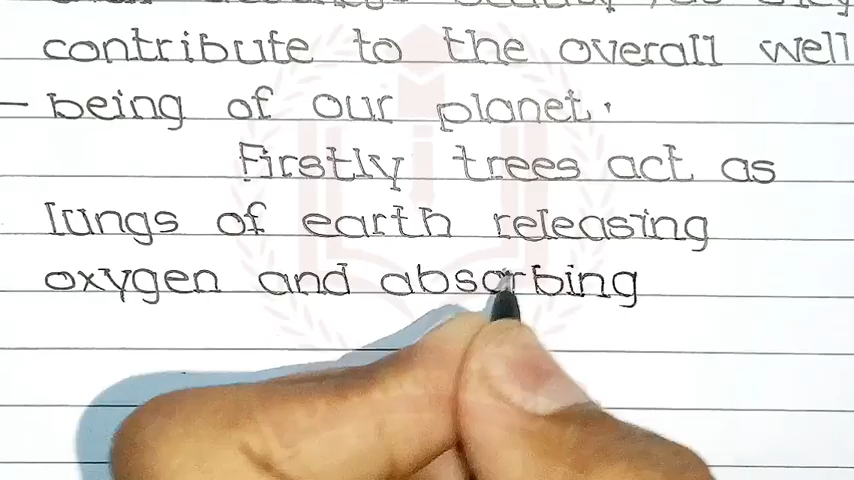 contribute to the overall well
- being of our planet.
Firstly trees act as
lungs of earth releasing
oxygen and absorbing